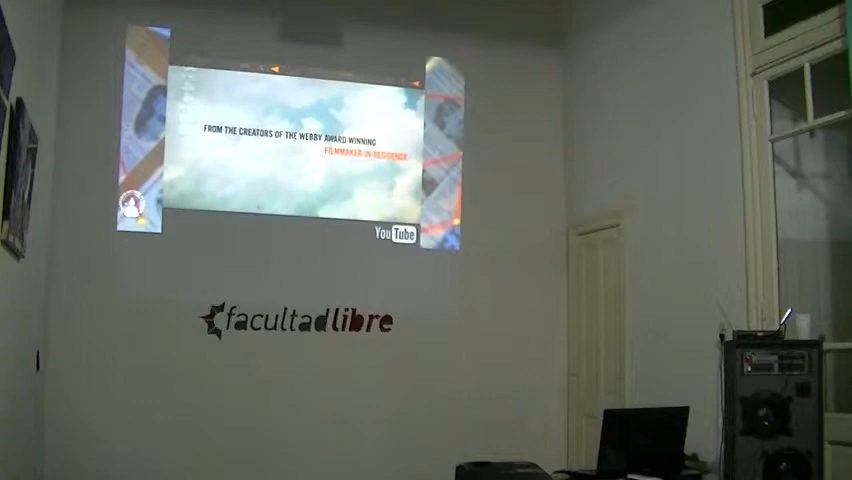 FROM THE CREATORS OF THE WEBBY AWARD-WINNING
FILMMAKER-IN-RESIDENCE
YouTube
facultadlibre